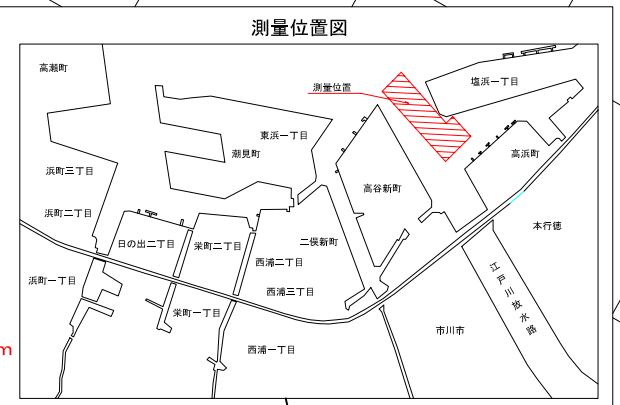 測量位置図
高瀬町
測量位置
塩浜一丁目
東浜一丁目
潮見町
高浜町
浜町三丁目
高谷新町
浜町二丁目
本行徳
日の出二丁目
栄町二丁目
二俣新町
西浦二丁目
浜町一丁目
西浦三丁目
江戸川放水路
栄町一丁目
市川市
西浦一丁目
m